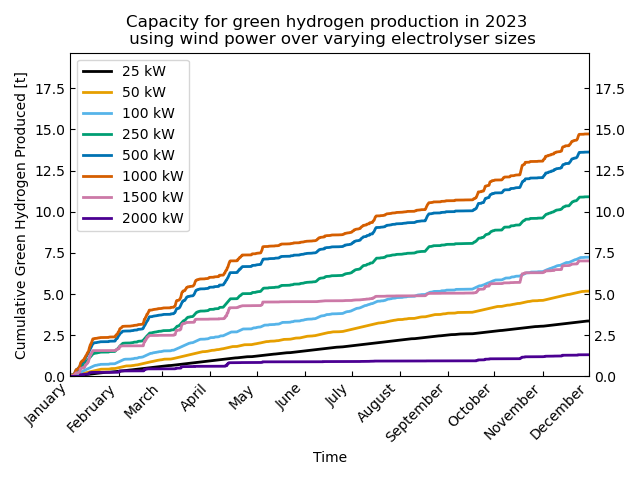 Capacity for green hydrogen production in 2023
using wind power over varying electrolyser sizes
Cumulative Green Hydrogen Produced [t]
17.5
15.0
12.5
10.0
7.5
5.0
2.5
0.0
25 kW
50 kW
100 kW
250 kW
500 kW
1000 kW
1500 kW
2000 kW
17.5
15.0
12.5
10.0
7.5
5.0
2.5
0.0
January
February
March
April
May
June
July
August
September
October
November
December
Time